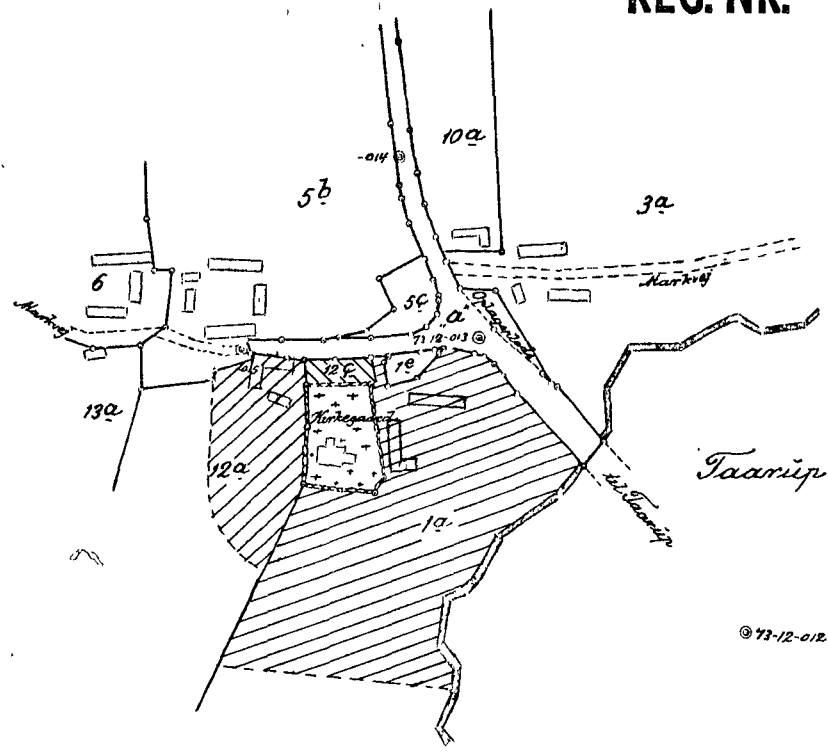 REG. NR.
10a
-014
5b
3a
6
Markvej
5c
Markvej
"a"
73-12-013
12c
1e
13a
Kirkegaard
12a
Taarup
1a
til Taarup
73-12-012